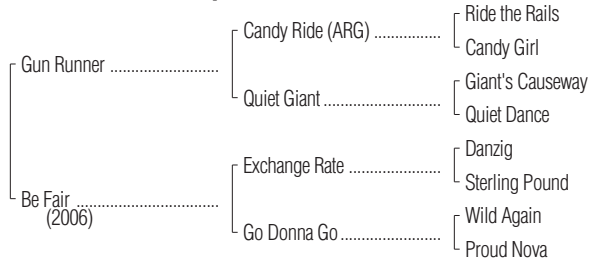 Ride the Rails
Candy Ride (ARG) ................
Candy Girl
Gun Runner ..........................
Giant's Causeway
Quiet Giant ............................
Quiet Dance
Danzig
Exchange Rate ......................
Sterling Pound
Be Fair ..................................
(2006)
Wild Again
Go Donna Go ........................
Proud Nova